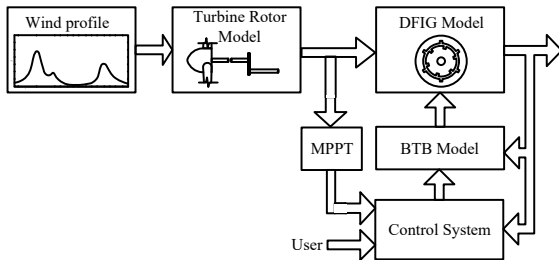 Wind profile
Turbine Rotor
Model
DFIG Model
MPPT
BTB Model
Control System
User